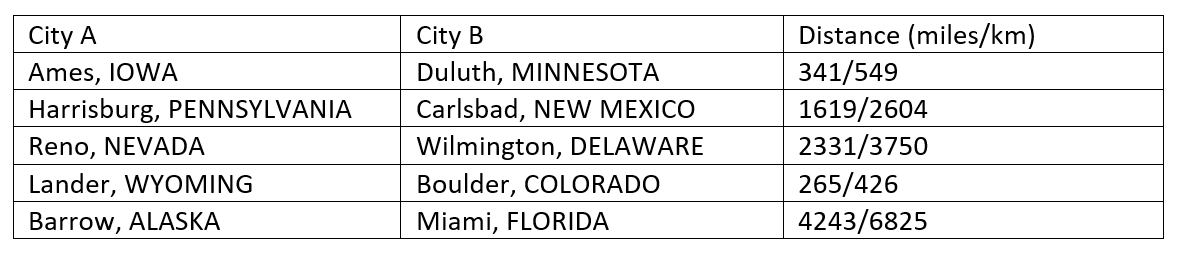 City A City B Distance (miles/km)
Ames, IOWA Duluth, MINNESOTA 341/549
Harrisburg, PENNSYLVANIA Carlsbad, NEW MEXICO 1619/2604
Reno, NEVADA Wilmington, DELAWARE 2331/3750
Lander, WYOMING Boulder, COLORADO 265/426
Barrow, ALASKA Miami, FLORIDA 4243/6825